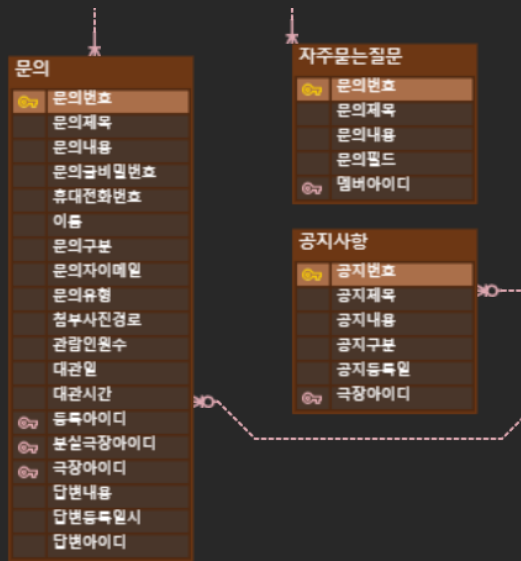 문의
문의번호
문의제목
문의내용
문의글비밀번호
휴대전화번호
이름
문의구분
문의자이메일
문의유형
첨부사진경로
관람인원수
대관일
대관시간
등록아이디
분실극장아이디
극장아이디
답변내용
답변등록일시
답변아이디
자주묻는질문
문의번호
문의제목
문의내용
문의필드
멤버아이디
공지사항
공지번호
공지제목
공지내용
공지구분
공지등록일
극장아이디